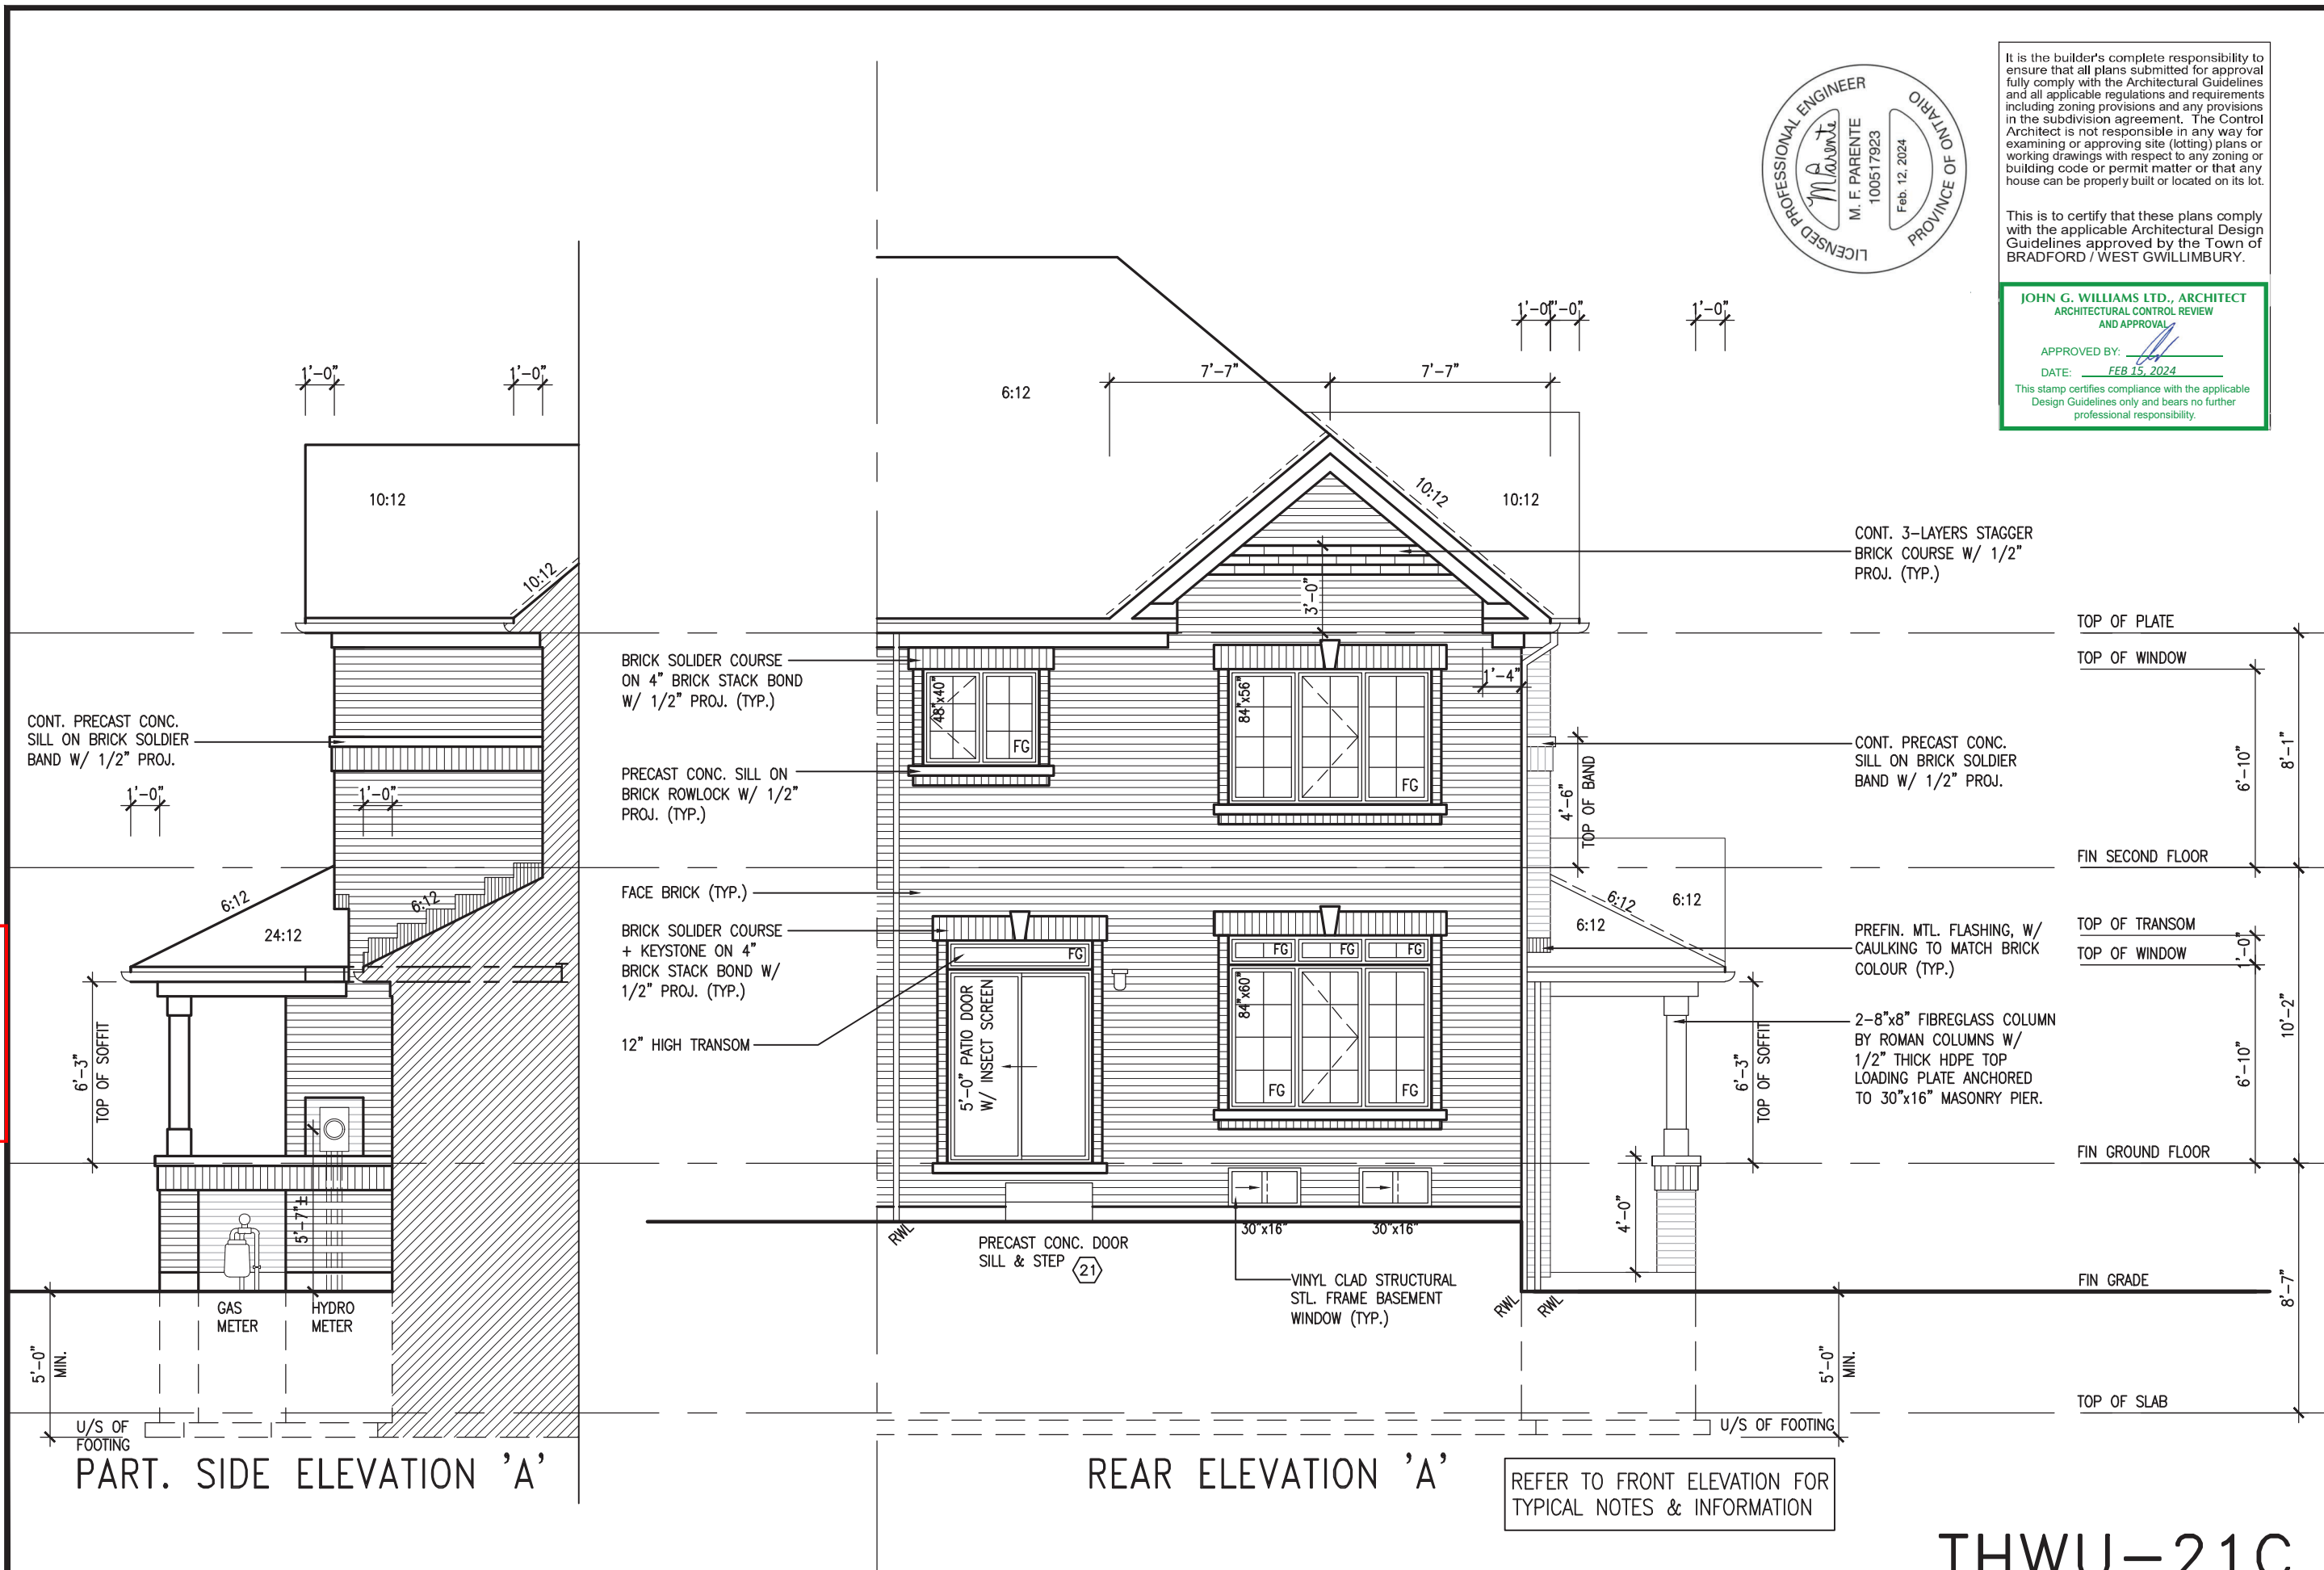 It is the builder's complete responsibility to
ensure that all plans submitted for approval
fully comply with the Architectural Guidelines
and all applicable regulations and requirements
including zoning provisions and any provisions
in the subdivision agreement. The Control
Architect is not responsible in any way for
examining or approving site (lotting) plans or
working drawings with respect to any zoning or
building code or permit matter or that any
house can be properly built or located on its lot.
This is to certify that these plans comply
with the applicable Architectural Design
Guidelines approved by the Town of
BRADFORD / WEST GWILLIMBURY.
JOHN G. WILLIAMS LTD., ARCHITECT
ARCHITECTURAL CONTROL REVIEW
AND APPROVAL
APPROVED BY:
DATE: FEB 15, 2024
This stamp certifies compliance with the applicable
Design Guidelines only and bears no further
professional responsibility.
LICENSED PROFESSIONAL ENGINEER
M Parente
M. F. PARENTE
100517923
Feb. 12, 2024
PROVINCE OF ONTARIO
1'-0"
1'-0"
10:12
10:12
CONT. PRECAST CONC.
SILL ON BRICK SOLDIER
BAND W/ 1/2" PROJ.
1'-0"
1'-0"
6:12
6:12
24:12
6'-3"
TOP OF SOFFIT
5'-7"±
GAS
METER
HYDRO
METER
5'-0"
MIN.
U/S OF
FOOTING
PART. SIDE ELEVATION 'A'
BRICK SOLIDER COURSE
ON 4" BRICK STACK BOND
W/ 1/2" PROJ. (TYP.)
PRECAST CONC. SILL ON
BRICK ROWLOCK W/ 1/2"
PROJ. (TYP.)
FACE BRICK (TYP.)
BRICK SOLIDER COURSE
+ KEYSTONE ON 4"
BRICK STACK BOND W/
1/2" PROJ. (TYP.)
12" HIGH TRANSOM
6:12
7'-7"
7'-7"
1'-0"
1'-0"
1'-0"
10:12
10:12
3'-0"
1'-4"
48"x40"
FG
84"x56"
FG
4'-6"
TOP OF BAND
FG
5'-0" PATIO DOOR
W/ INSECT SCREEN
FG
FG
FG
84"x60"
FG
FG
6:12
6:12
6:12
6'-3"
TOP OF SOFFIT
4'-0"
RWL
PRECAST CONC. DOOR
SILL & STEP
21
30"x16"
30"x16"
VINYL CLAD STRUCTURAL
STL. FRAME BASEMENT
WINDOW (TYP.)
RWL
RWL
5'-0"
MIN.
U/S OF FOOTING
CONT. 3-LAYERS STAGGER
BRICK COURSE W/ 1/2"
PROJ. (TYP.)
CONT. PRECAST CONC.
SILL ON BRICK SOLDIER
BAND W/ 1/2" PROJ.
PREFIN. MTL. FLASHING, W/
CAULKING TO MATCH BRICK
COLOUR (TYP.)
2-8"x8" FIBREGLASS COLUMN
BY ROMAN COLUMNS W/
1/2" THICK HDPE TOP
LOADING PLATE ANCHORED
TO 30"x16" MASONRY PIER.
TOP OF PLATE
TOP OF WINDOW
6'-10"
8'-1"
FIN SECOND FLOOR
TOP OF TRANSOM
TOP OF WINDOW
1'-0"
10'-2"
6'-10"
FIN GROUND FLOOR
FIN GRADE
8'-7"
TOP OF SLAB
REAR ELEVATION 'A'
REFER TO FRONT ELEVATION FOR
TYPICAL NOTES & INFORMATION
THWU-21C